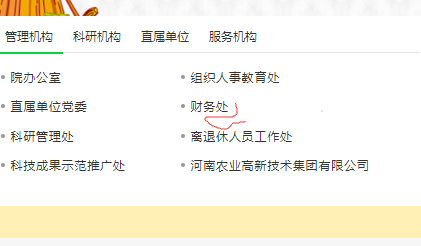 管理机构 科研机构 直属单位 服务机构
院办公室 组织人事教育处
直属单位党委 财务处
科研管理处 离退休人员工作处
科技成果示范推广处 河南农业高新技术集团有限公司